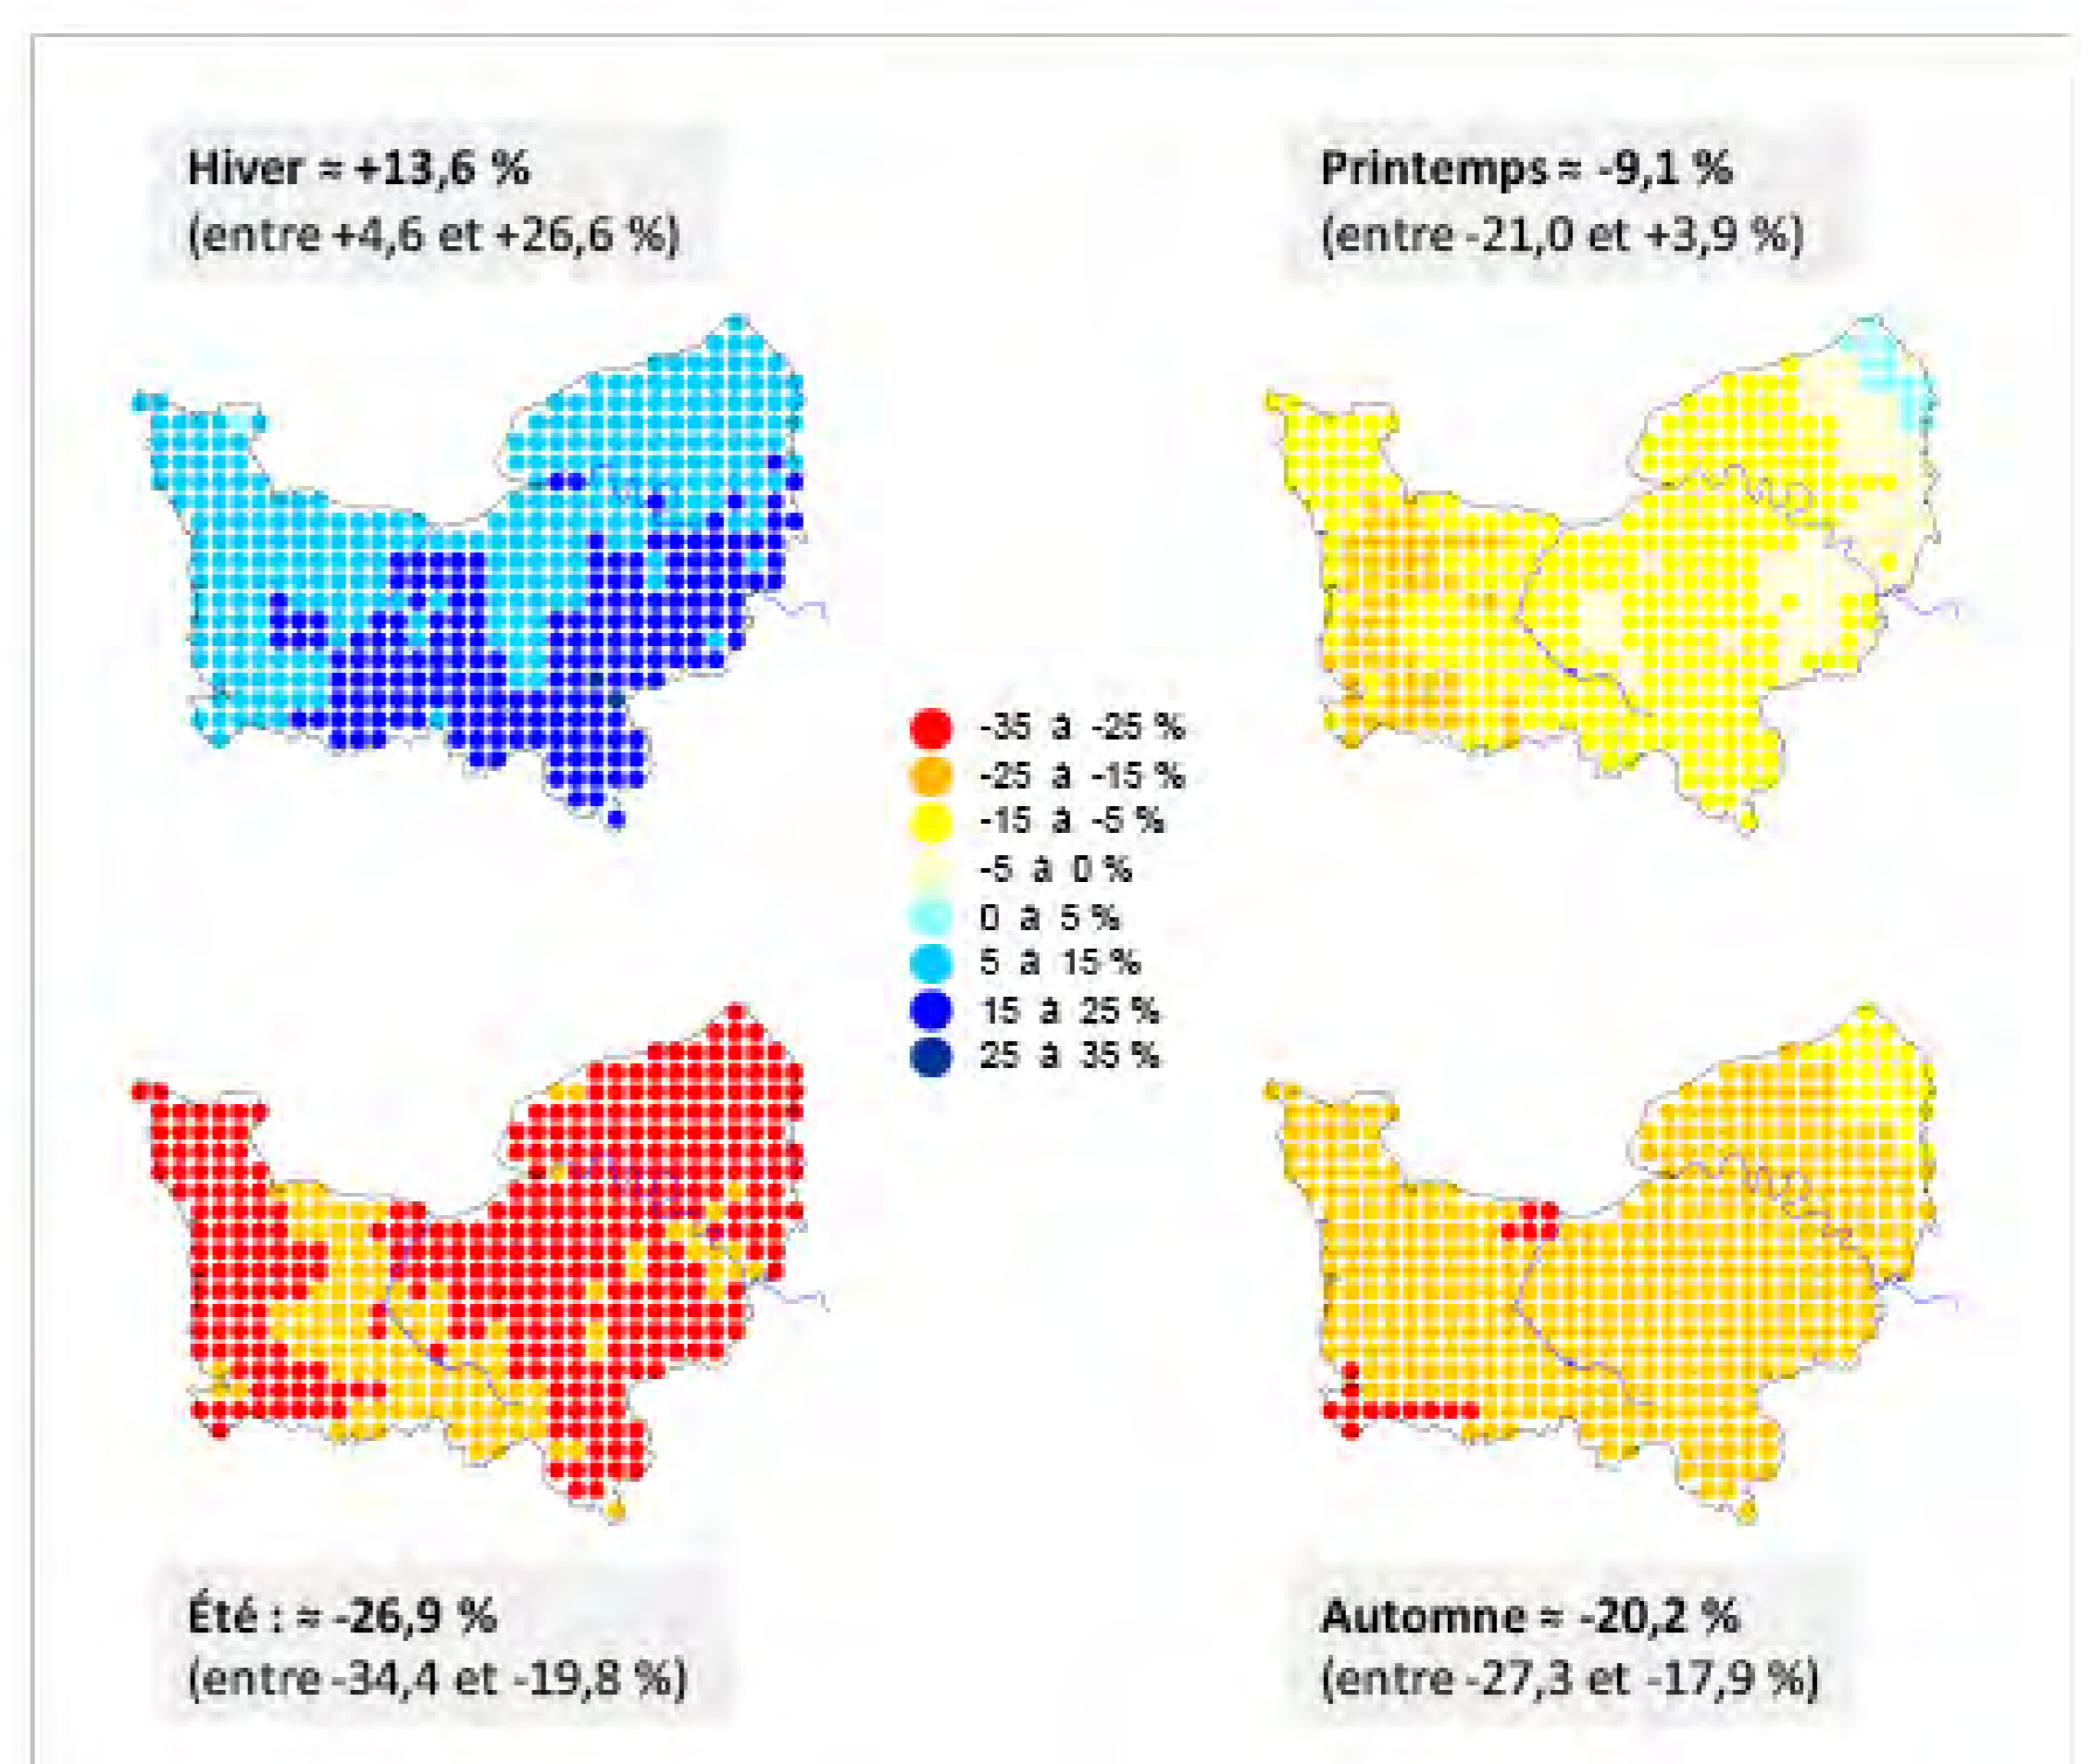 Hiver ≈ +13,6 %
(entre +4,6 et +26,6 %)
Printemps ≈ -9,1 %
(entre -21,0 et +3,9 %)
-35 à -25 %
-25 à -15 %
-15 à -5 %
-5 à 0 %
0 à 5 %
5 à 15 %
15 à 25 %
25 à 35 %
Été : ≈ -26,9 %
(entre -34,4 et -19,8 %)
Automne ≈ -20,2 %
(entre -27,3 et -17,9 %)